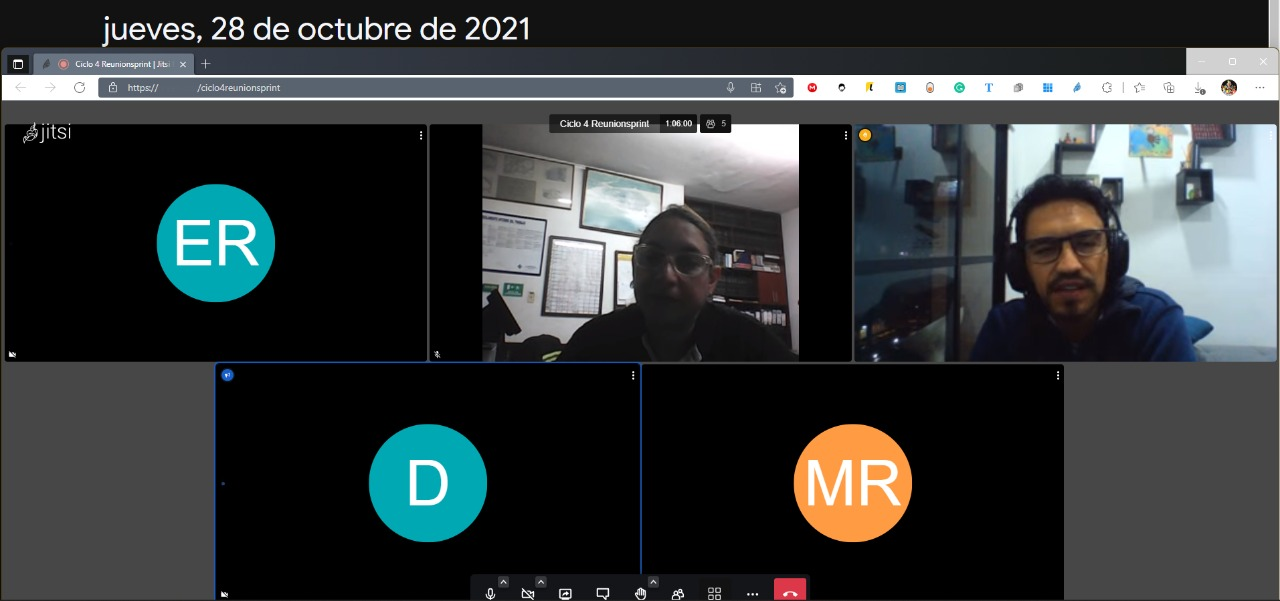 jueves, 28 de octubre de 2021
Ciclo 4 Reunionsprint | Jitsi
https:// /ciclo4reunionsprint
jitsi
Ciclo 4 Reunionsprint 1:06:00 5
ER
D
MR